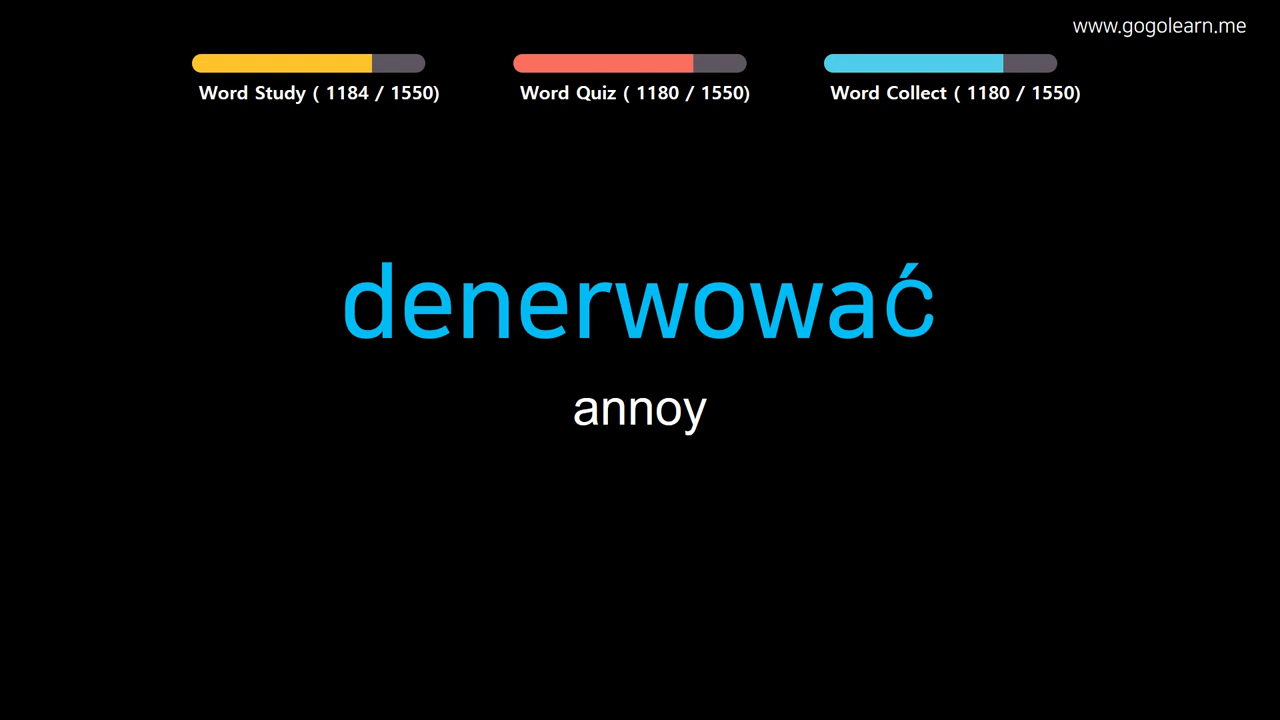 www.gogolearn.me
Word Study ( 1184 / 1550)
Word Quiz ( 1180 / 1550)
Word Collect ( 1180 / 1550)
denerwować
annoy